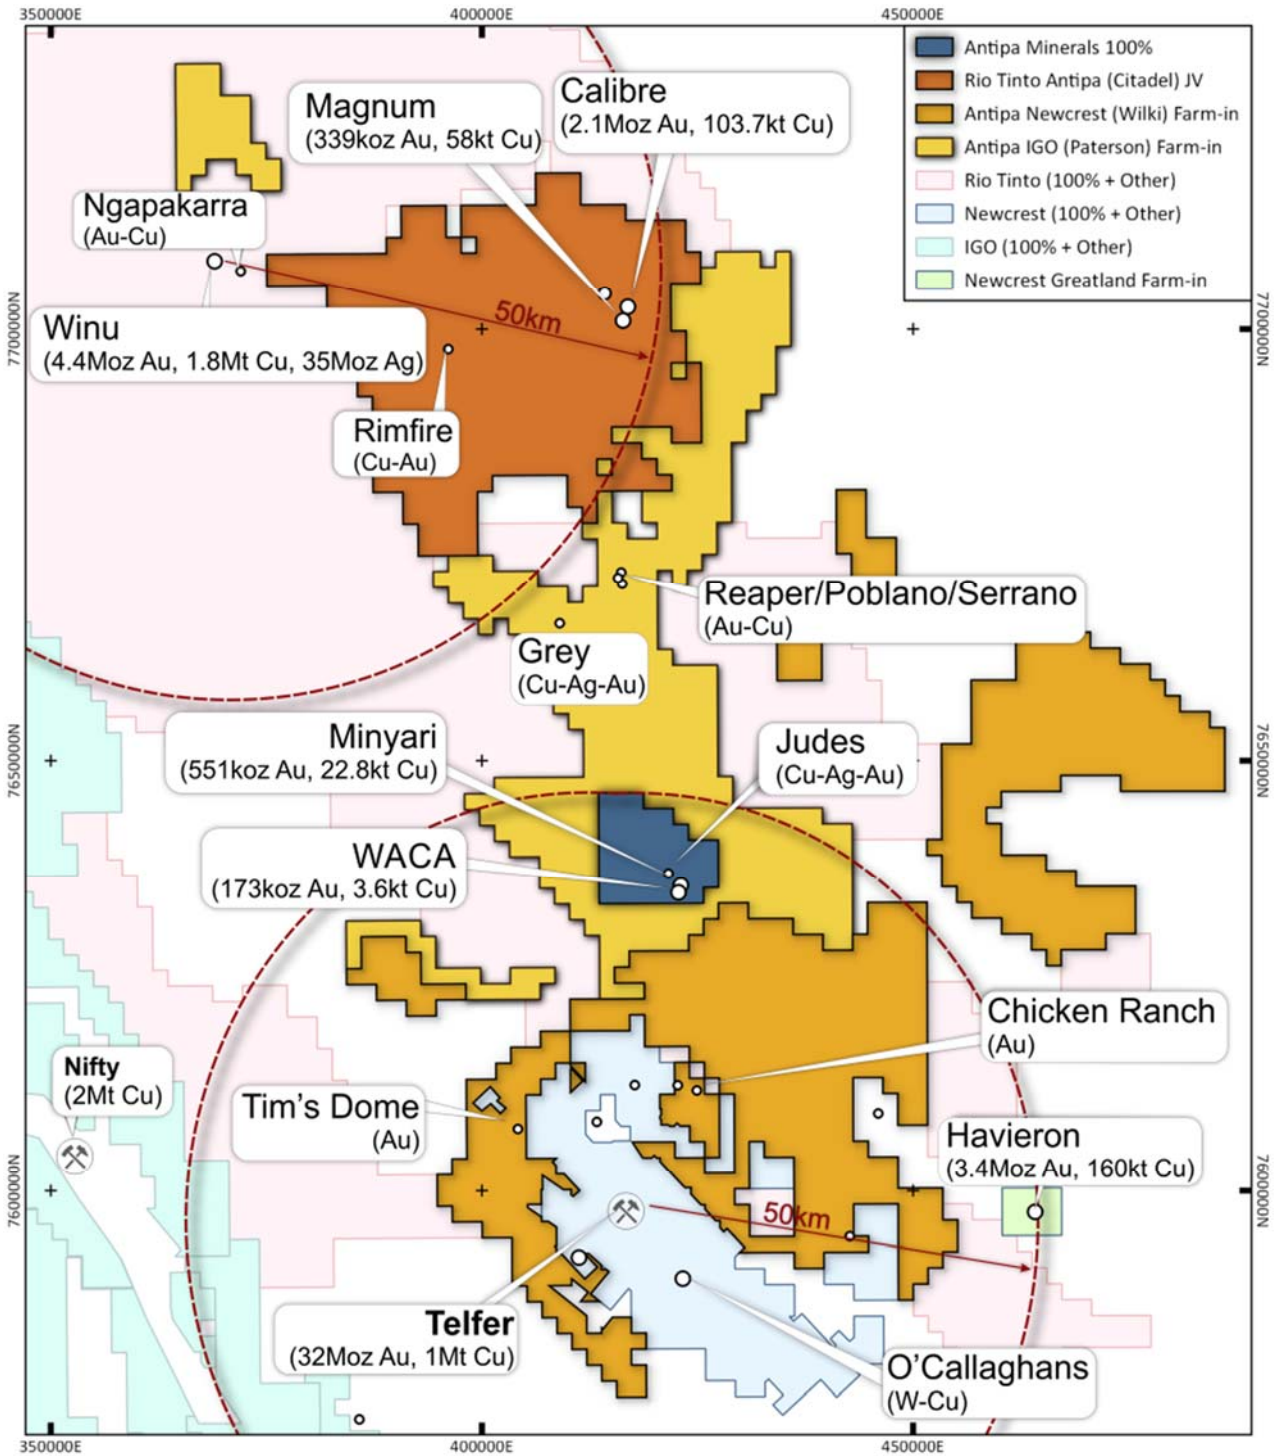 350000E
400000E
450000E
Antipa Minerals 100%
Rio Tinto Antipa (Citadel) JV
Antipa Newcrest (Wilki) Farm-in
Antipa IGO (Paterson) Farm-in
Rio Tinto (100% + Other)
Newcrest (100% + Other)
IGO (100% + Other)
Newcrest Greatland Farm-in
Magnum
(339koz Au, 58kt Cu)
Calibre
(2.1Moz Au, 103.7kt Cu)
Ngapakarra
(Au-Cu)
Winu
(4.4Moz Au, 1.8Mt Cu, 35Moz Ag)
50km
7700000N
7700000N
Rimfire
(Cu-Au)
Reaper/Poblano/Serrano
(Au-Cu)
Grey
(Cu-Ag-Au)
Minyari
(551koz Au, 22.8kt Cu)
Judes
(Cu-Ag-Au)
7650000N
7650000N
WACA
(173koz Au, 3.6kt Cu)
Chicken Ranch
(Au)
Nifty
(2Mt Cu)
Tim's Dome
(Au)
Havieron
(3.4Moz Au, 160kt Cu)
7600000N
7600000N
50km
Telfer
(32Moz Au, 1Mt Cu)
O'Callaghans
(W-Cu)
350000E
400000E
450000E